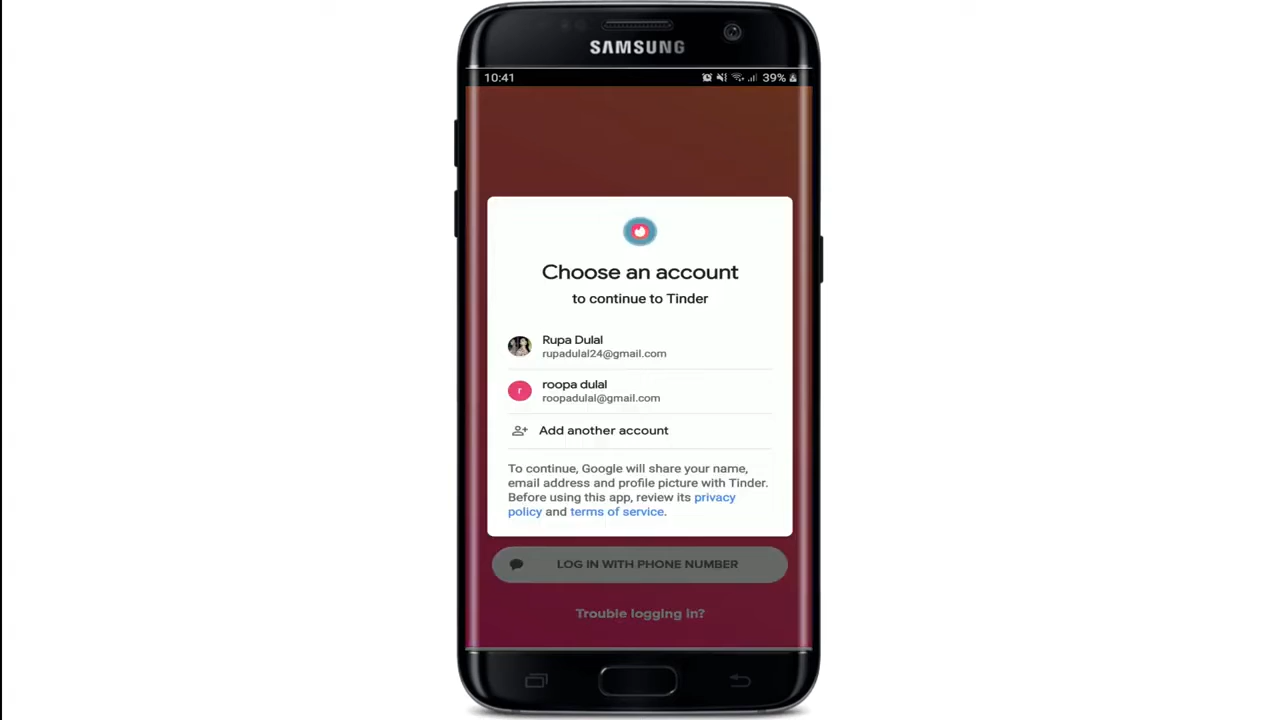 SAMSUNG
10:41 39%
Choose an account
to continue to Tinder
Rupa Dulal
rupadulal24@gmail.com
r
roopa dulal
roopadulal@gmail.com
Add another account
To continue, Google will share your name,
email address and profile picture with Tinder.
Before using this app, review its privacy
policy and terms of service.
LOG IN WITH PHONE NUMBER
Trouble logging in?